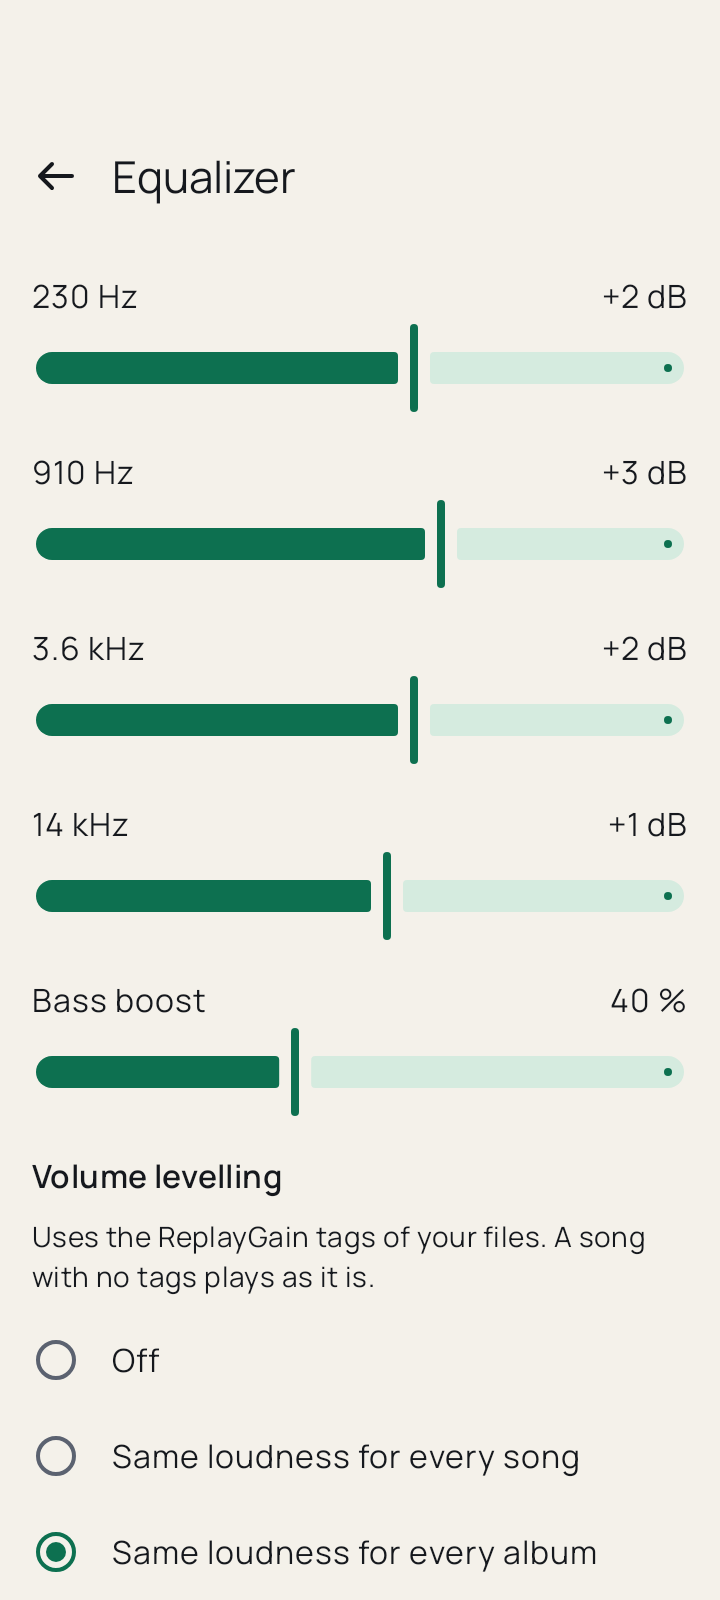 Equalizer
230 Hz +2 dB
910 Hz +3 dB
3.6 kHz +2 dB
14 kHz +1 dB
Bass boost 40 %
Volume levelling
Uses the ReplayGain tags of your files. A song
with no tags plays as it is.
Off
Same loudness for every song
Same loudness for every album